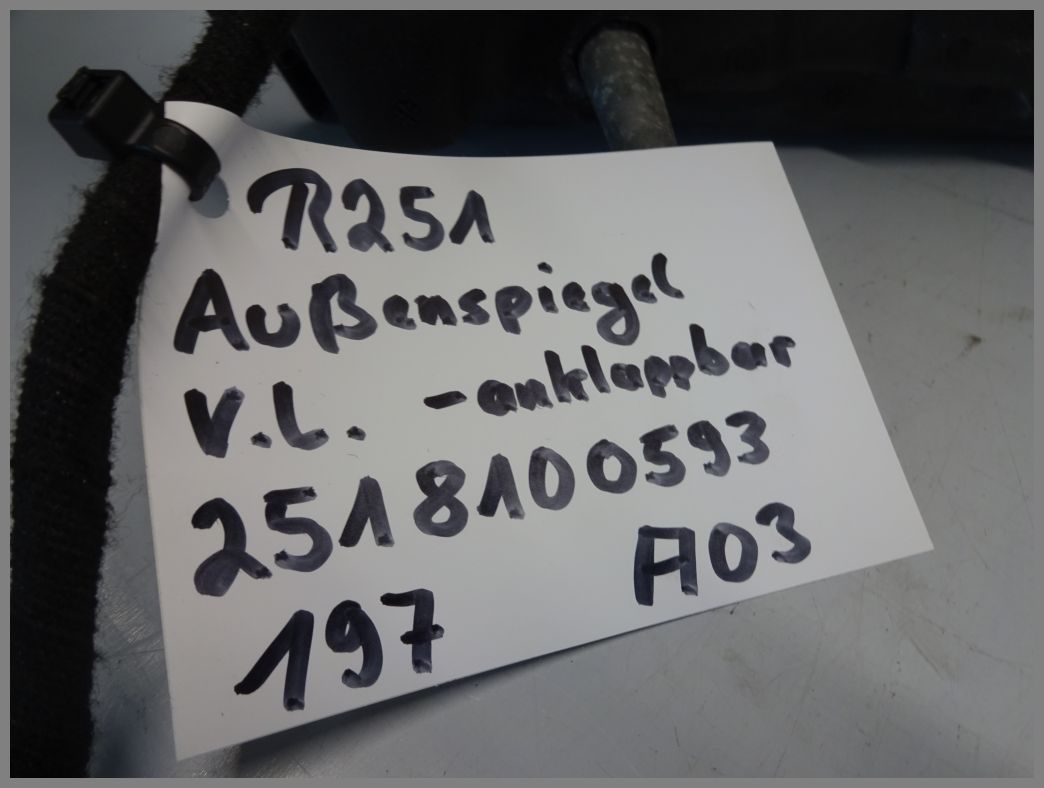 R251
Außenspiegel
V.L. -anklappbar
2518100593
197 A03